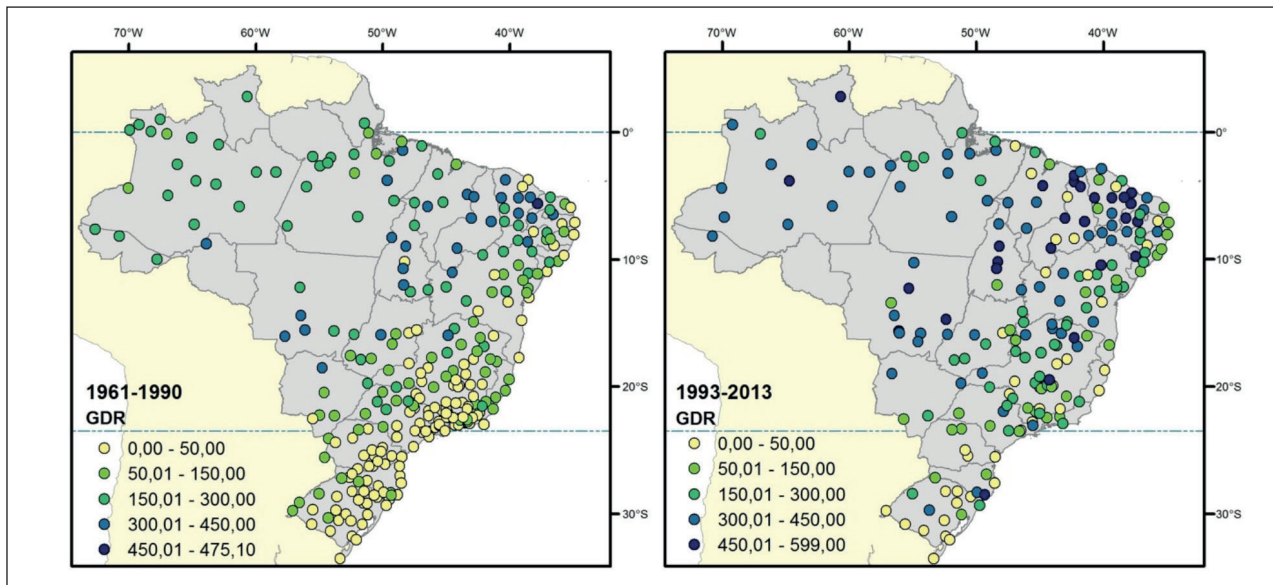 70°W 60°W 50°W 40°W
0°
10°S
20°S
30°S
1961-1990
GDR
0,00 - 50,00
50,01 - 150,00
150,01 - 300,00
300,01 - 450,00
450,01 - 475,10
70°W 60°W 50°W 40°W
0°
10°S
20°S
30°S
1993-2013
GDR
0,00 - 50,00
50,01 - 150,00
150,01 - 300,00
300,01 - 450,00
450,01 - 599,00